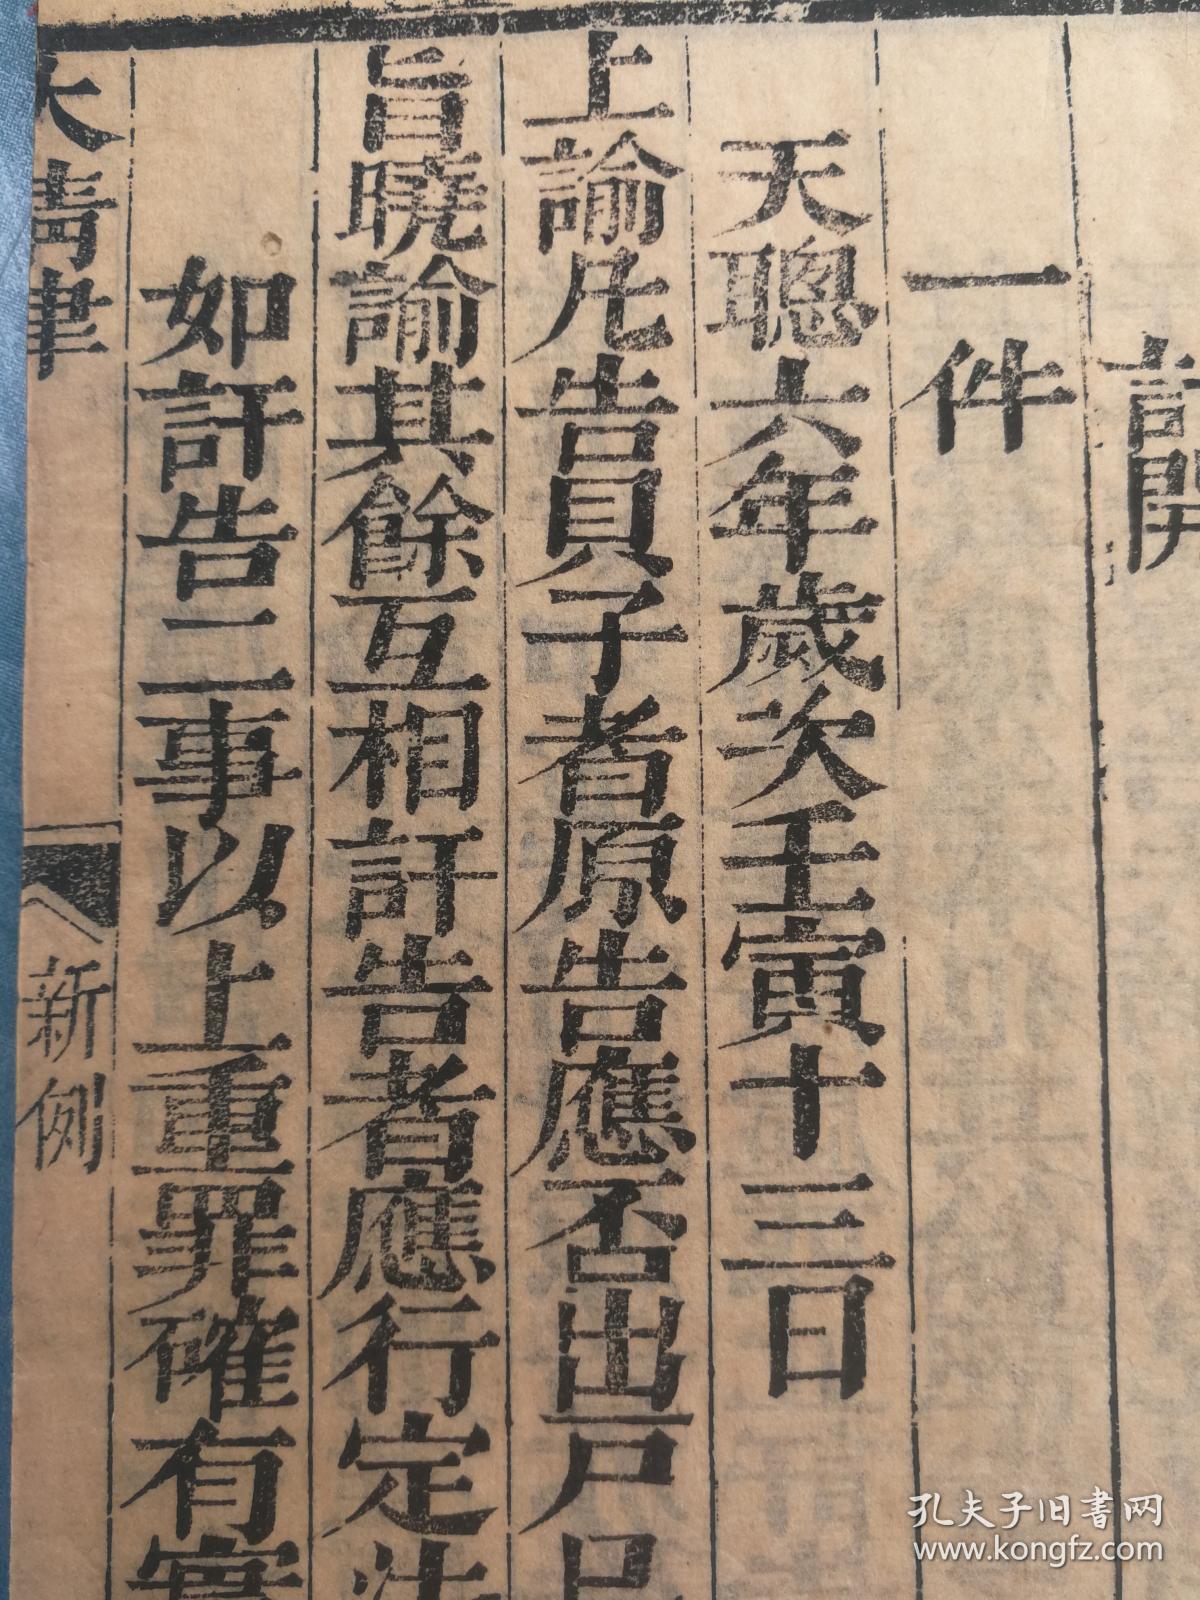 一件
天聰六年歲次壬寅十三日
上諭凡告貝子者原告應否出戶
旨曉諭其餘互相訐告者應行定
如訐告二事以上重罪確有實
大清律 新例
孔夫子旧书网
www.kongfz.com